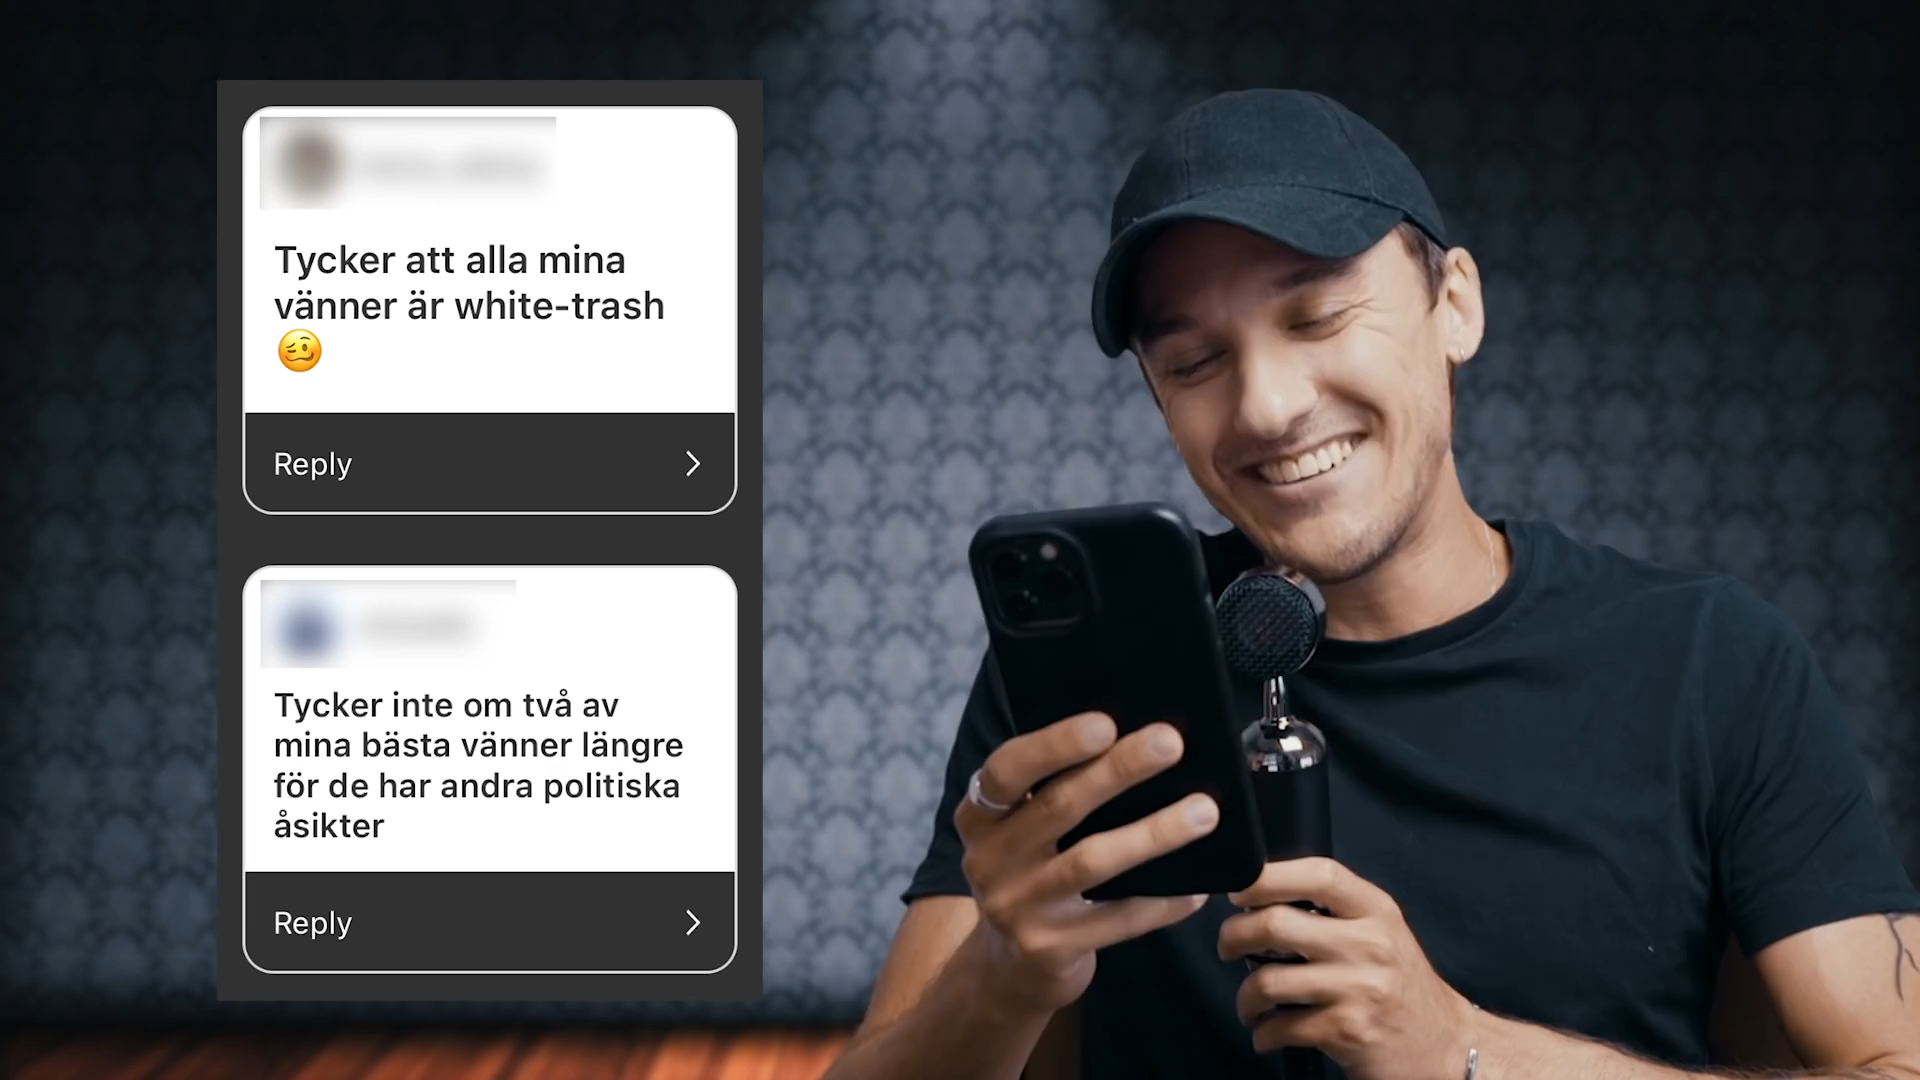 Tycker att alla mina
vänner är white-trash
🥴
Reply
Tycker inte om två av
mina bästa vänner längre
för de har andra politiska
åsikter
Reply